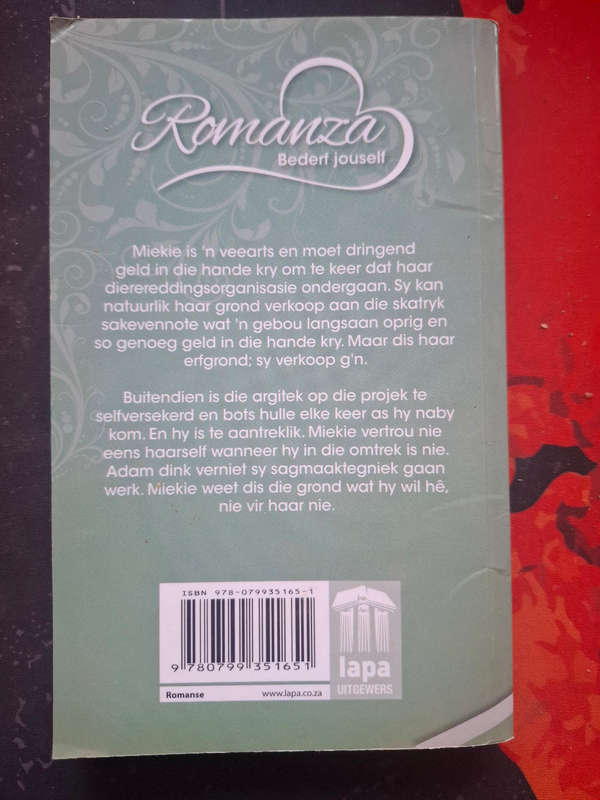 Romanza
Bederf jouself
Miekie is 'n veearts en moet dringend
geld in die hande kry om te keer dat haar
dierereddingsorganisasie ondergaan. Sy kan
natuurlik haar grond verkoop aan die skatryk
sakevennote wat 'n gebou langsaan oprig en
so genoeg geld in die hande kry. Maar dis haar
erfgrond; sy verkoop g'n.
Buitendien is die argitek op die projek te
selfversekerd en bots hulle elke keer as hy naby
kom. En hy is te aantreklik. Miekie vertrou nie
eens haarself wanneer hy in die omtrek is nie.
Adam dink verniet sy sagmaaktegniek gaan
werk. Miekie weet dis die grond wat hy wil hê,
nie vir haar nie.
ISBN 978-079935165-1
9 780799 351651
Romanse www.lapa.co.za
lapa
UITGEWERS